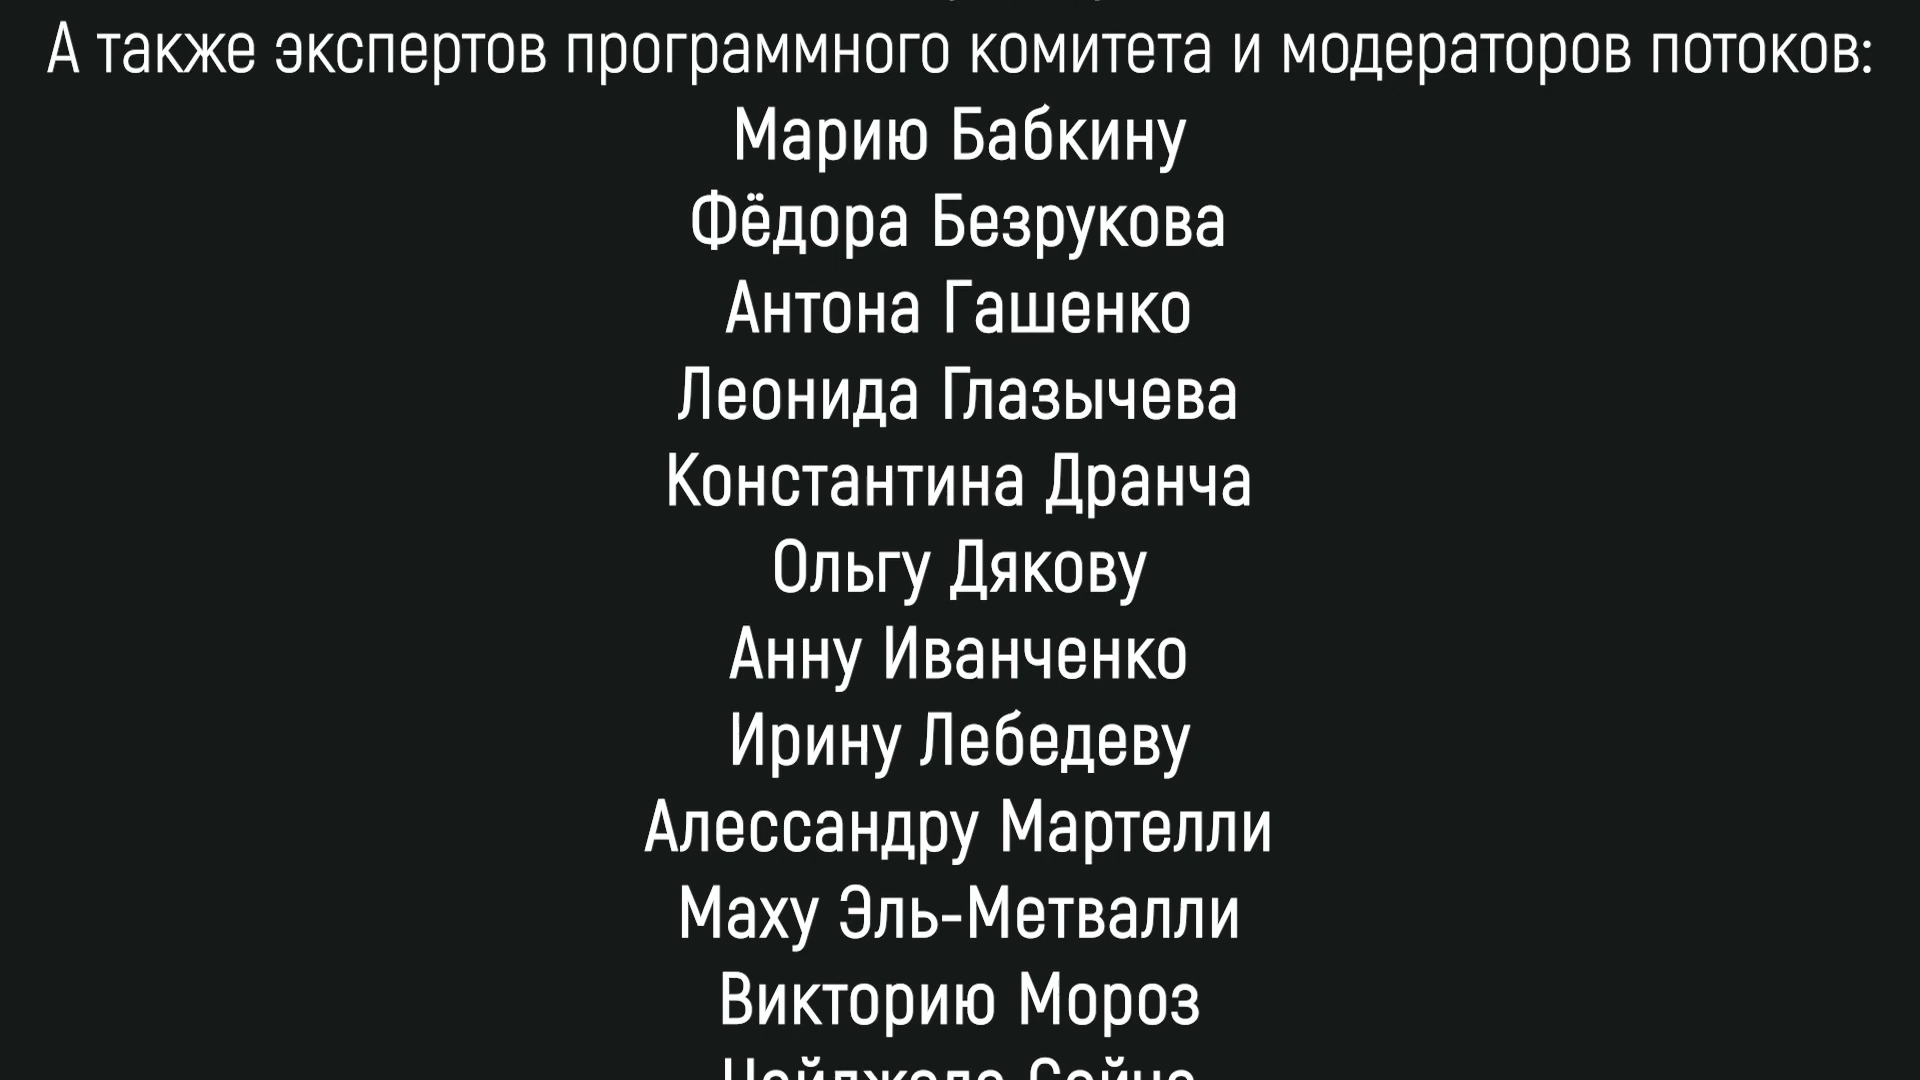 А также экспертов программного комитета и модераторов потоков:
Марию Бабкину
Фёдора Безрукова
Антона Гашенко
Леонида Глазычева
Константина Дранча
Ольгу Дякову
Анну Иванченко
Ирину Лебедеву
Алессандру Мартелли
Маху Эль-Метвалли
Викторию Мороз